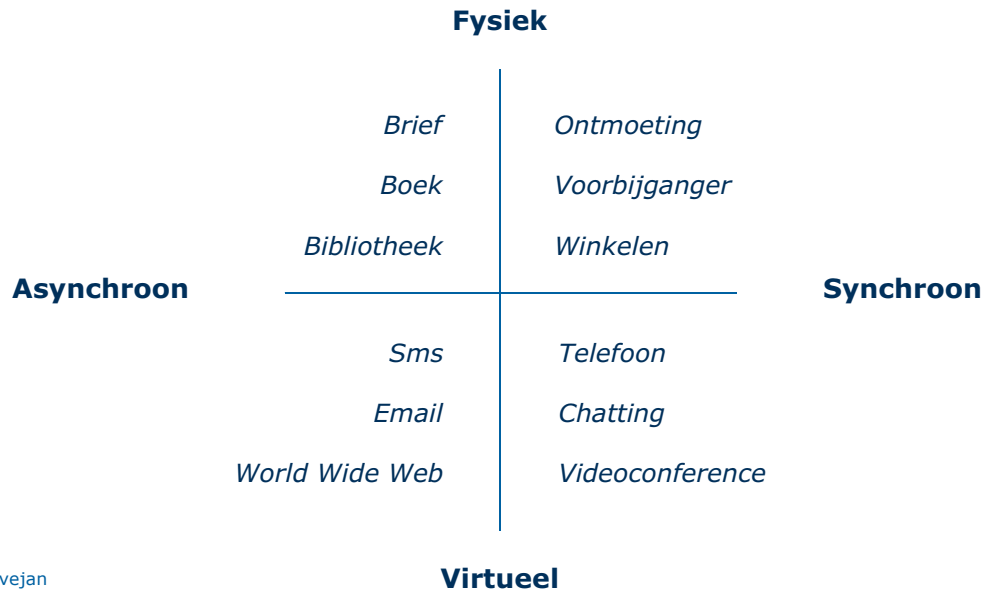 Fysiek
Brief Ontmoeting
Boek Voorbijganger
Bibliotheek Winkelen
Asynchroon Synchroon
Sms Telefoon
Email Chatting
World Wide Web Videoconference
vejan
Virtueel